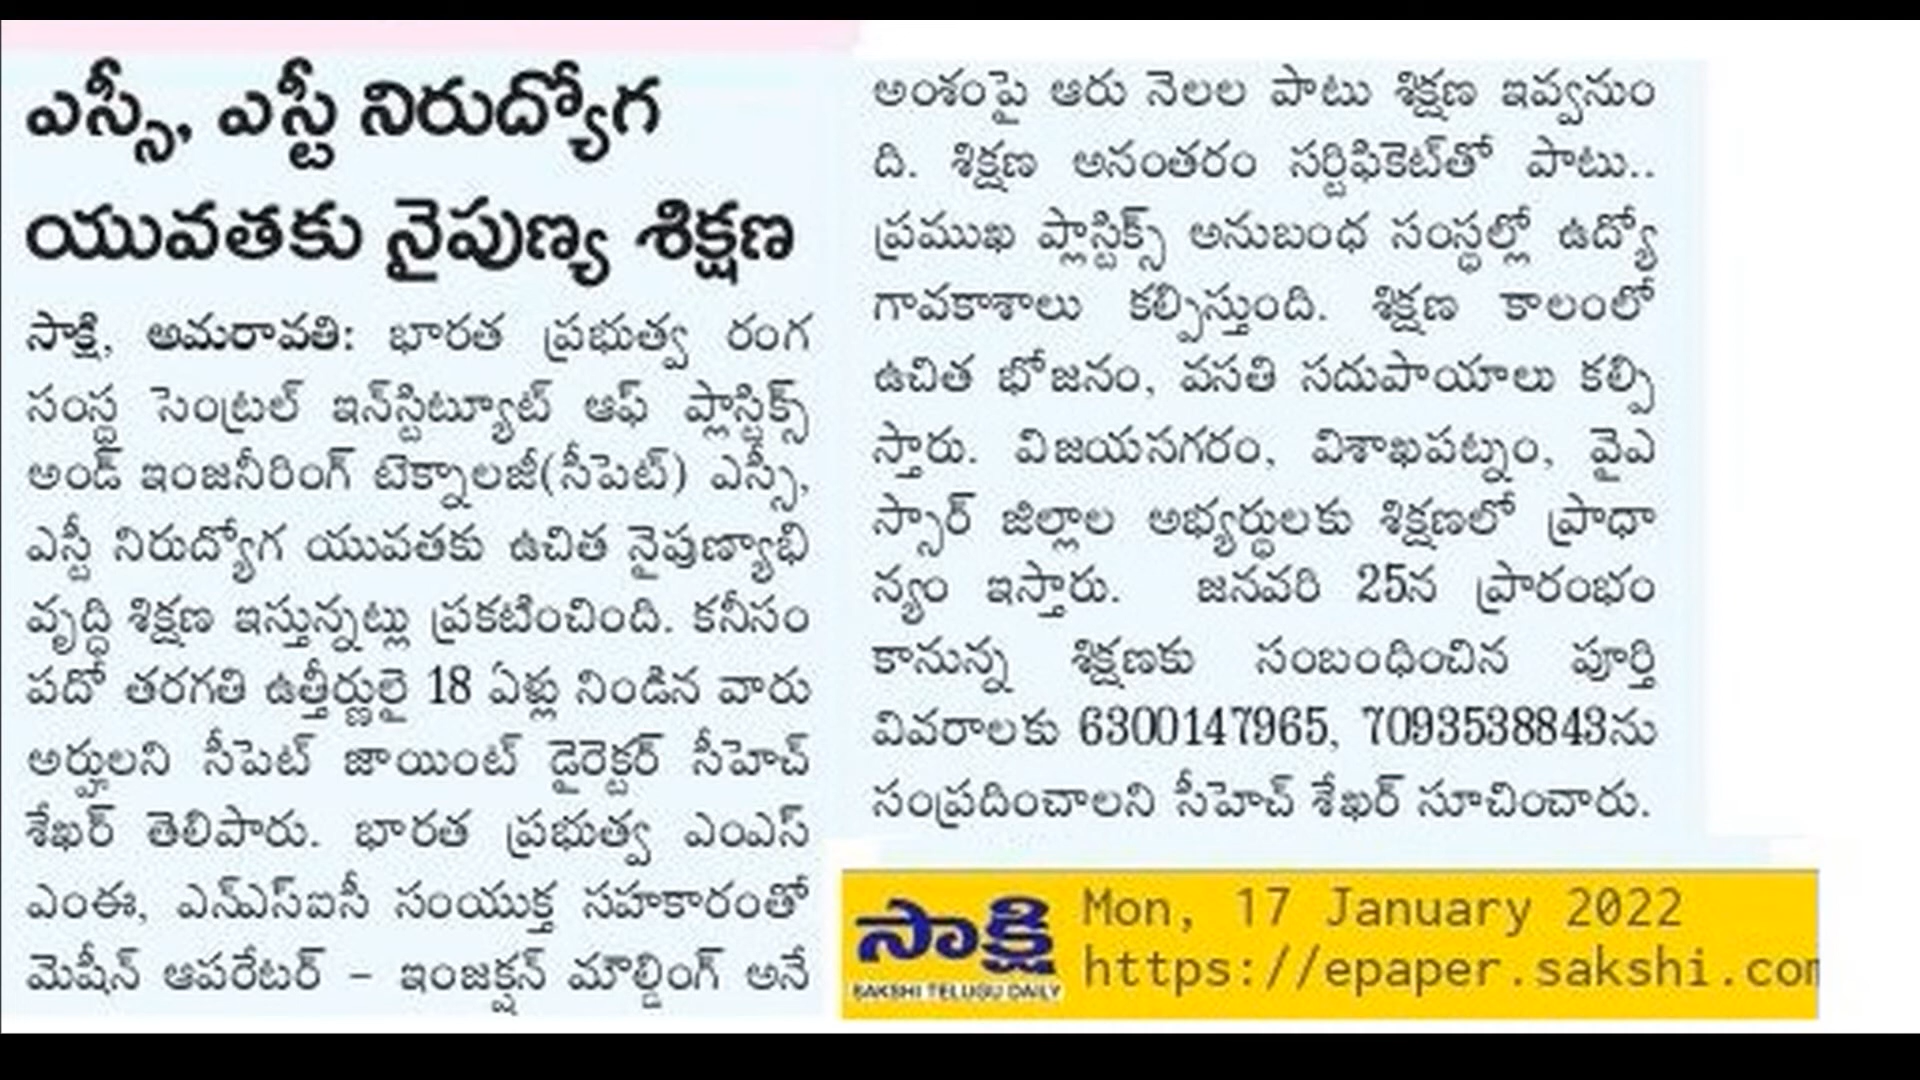 ఎస్సీ, ఎస్టీ నిరుద్యోగ
యువతకు నైపుణ్య శిక్షణ
సాక్షి, అమరావతి: భారత ప్రభుత్వ రంగ
సంస్థ సెంట్రల్ ఇన్‌స్టిట్యూట్ ఆఫ్ ప్లాస్టిక్స్
అండ్ ఇంజనీరింగ్ టెక్నాలజీ(సీపెట్) ఎస్సీ,
ఎస్టీ నిరుద్యోగ యువతకు ఉచిత నైపుణ్యాభి
వృద్ధి శిక్షణ ఇస్తున్నట్లు ప్రకటించింది. కనీసం
పదో తరగతి ఉత్తీర్ణులై 18 ఏళ్లు నిండిన వారు
అర్హులని సీపెట్ జాయింట్ డైరెక్టర్ సీహెచ్
శేఖర్ తెలిపారు. భారత ప్రభుత్వ ఎంఎస్
ఎంఈ, ఎన్ఎస్ఐసీ సంయుక్త సహకారంతో
మెషీన్ ఆపరేటర్ – ఇంజక్షన్ మౌల్డింగ్ అనే
అంశంపై ఆరు నెలల పాటు శిక్షణ ఇవ్వనుం
ది. శిక్షణ అనంతరం సర్టిఫికెట్‌తో పాటు..
ప్రముఖ ప్లాస్టిక్స్ అనుబంధ సంస్థల్లో ఉద్యో
గావకాశాలు కల్పిస్తుంది. శిక్షణ కాలంలో
ఉచిత భోజనం, వసతి సదుపాయాలు కల్పి
స్తారు. విజయనగరం, విశాఖపట్నం, వైఎ
స్సార్ జిల్లాల అభ్యర్థులకు శిక్షణలో ప్రాధా
న్యం ఇస్తారు. జనవరి 25న ప్రారంభం
కానున్న శిక్షణకు సంబంధించిన పూర్తి
వివరాలకు 6300147965, 7093538843ను
సంప్రదించాలని సీహెచ్ శేఖర్ సూచించారు.
సాక్షి
SAKSHI TELUGU DAILY
Mon, 17 January 2022
https://epaper.sakshi.com